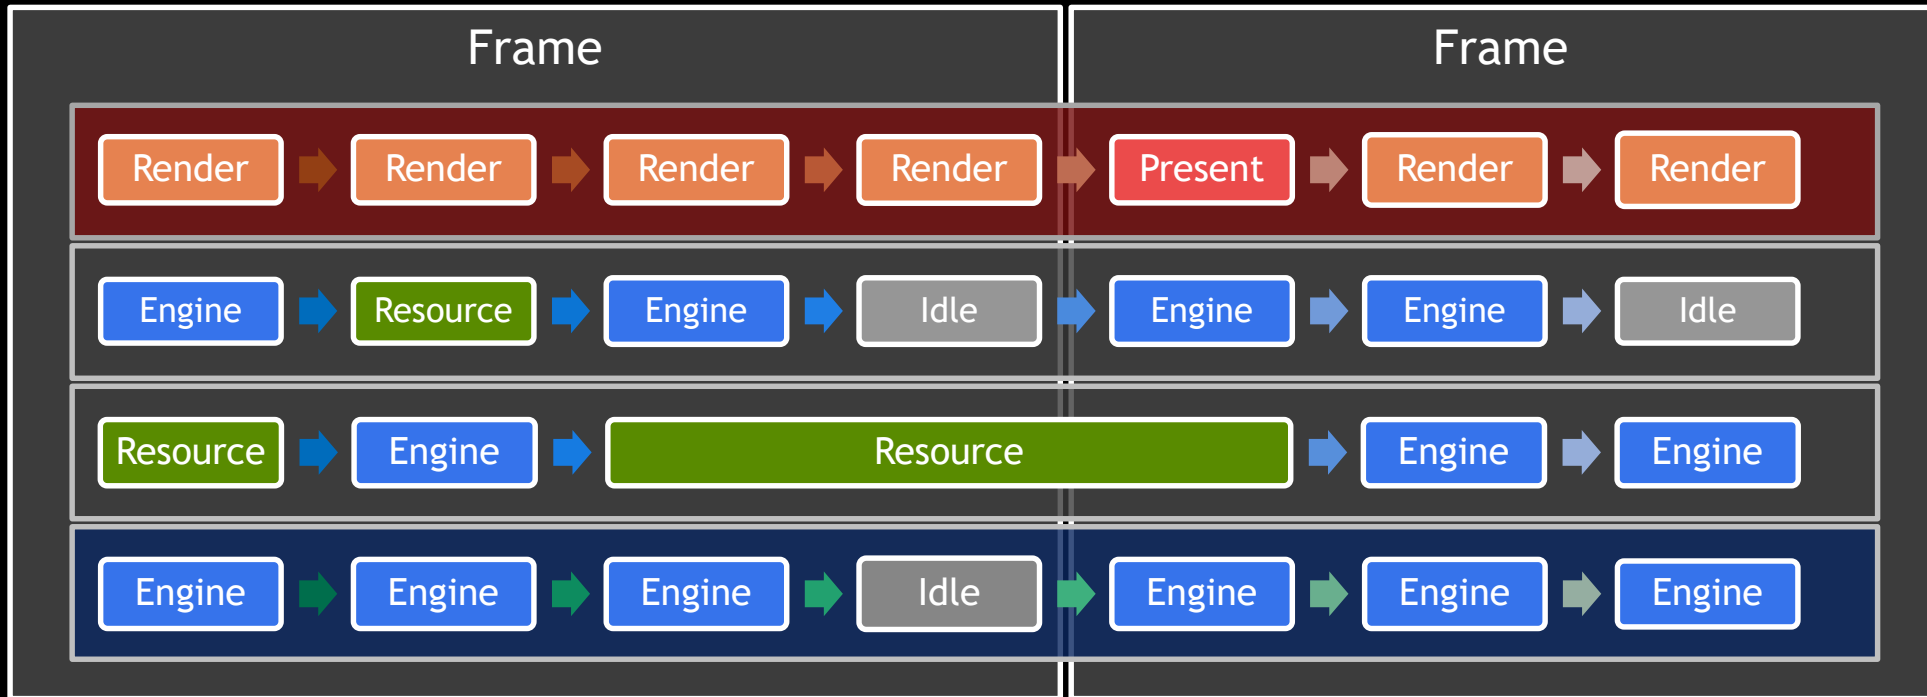 Frame
Frame
Render Render Render Render Present Render Render
Engine Resource Engine Idle Engine Engine Idle
Resource Engine Resource Engine Engine
Engine Engine Engine Idle Engine Engine Engine